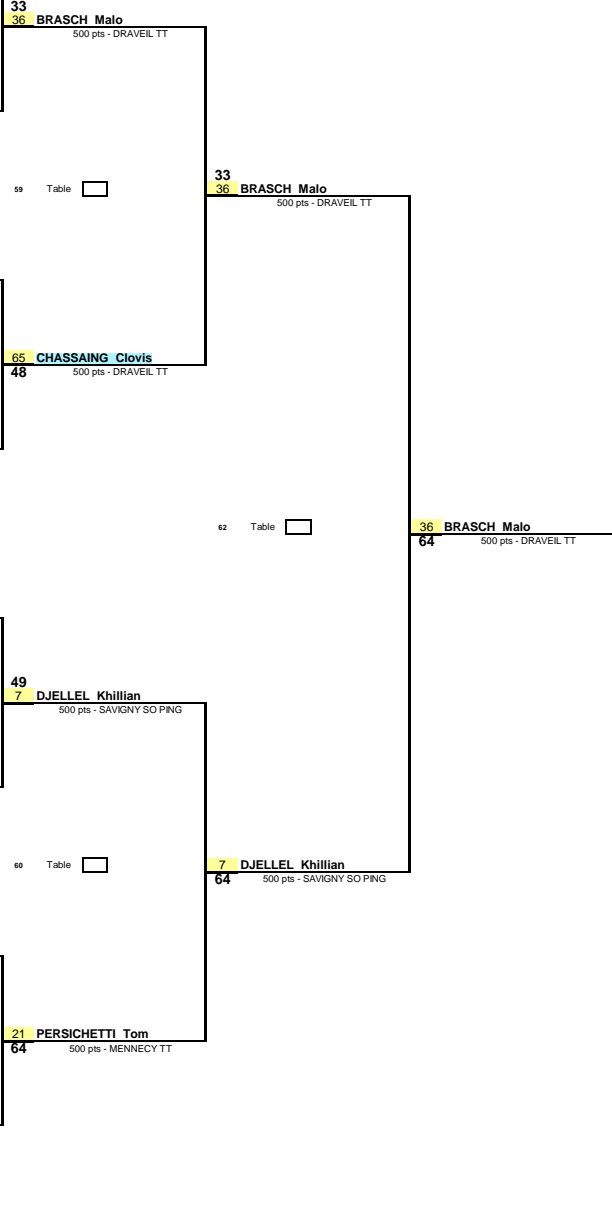 33
36 BRASCH Malo
500 pts - DRAVEIL TT
59 Table
33
36 BRASCH Malo
500 pts - DRAVEIL TT
65 CHASSAING Clovis
48 500 pts - DRAVEIL TT
62 Table
36 BRASCH Malo
64 500 pts - DRAVEIL TT
49
7 DJELLEL Khillian
500 pts - SAVIGNY SO PING
60 Table
7 DJELLEL Khillian
64 500 pts - SAVIGNY SO PING
21 PERSICHETTI Tom
64 500 pts - MENNECY TT